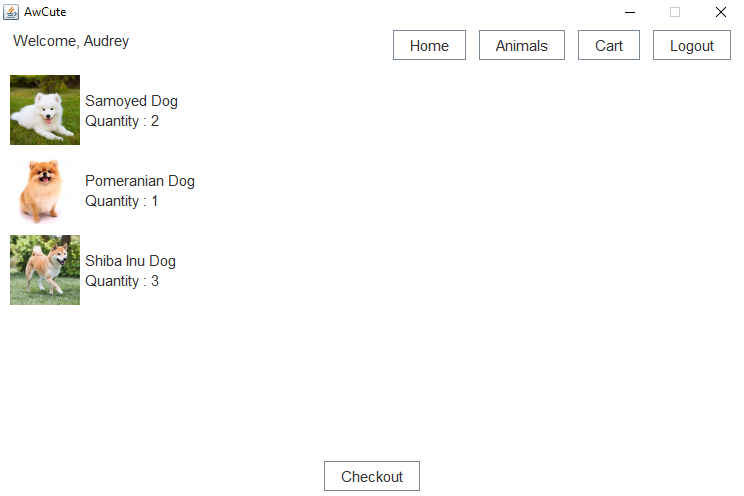 AwCute
Welcome, Audrey
Home
Animals
Cart
Logout
Samoyed Dog
Quantity : 2
Pomeranian Dog
Quantity : 1
Shiba Inu Dog
Quantity : 3
Checkout